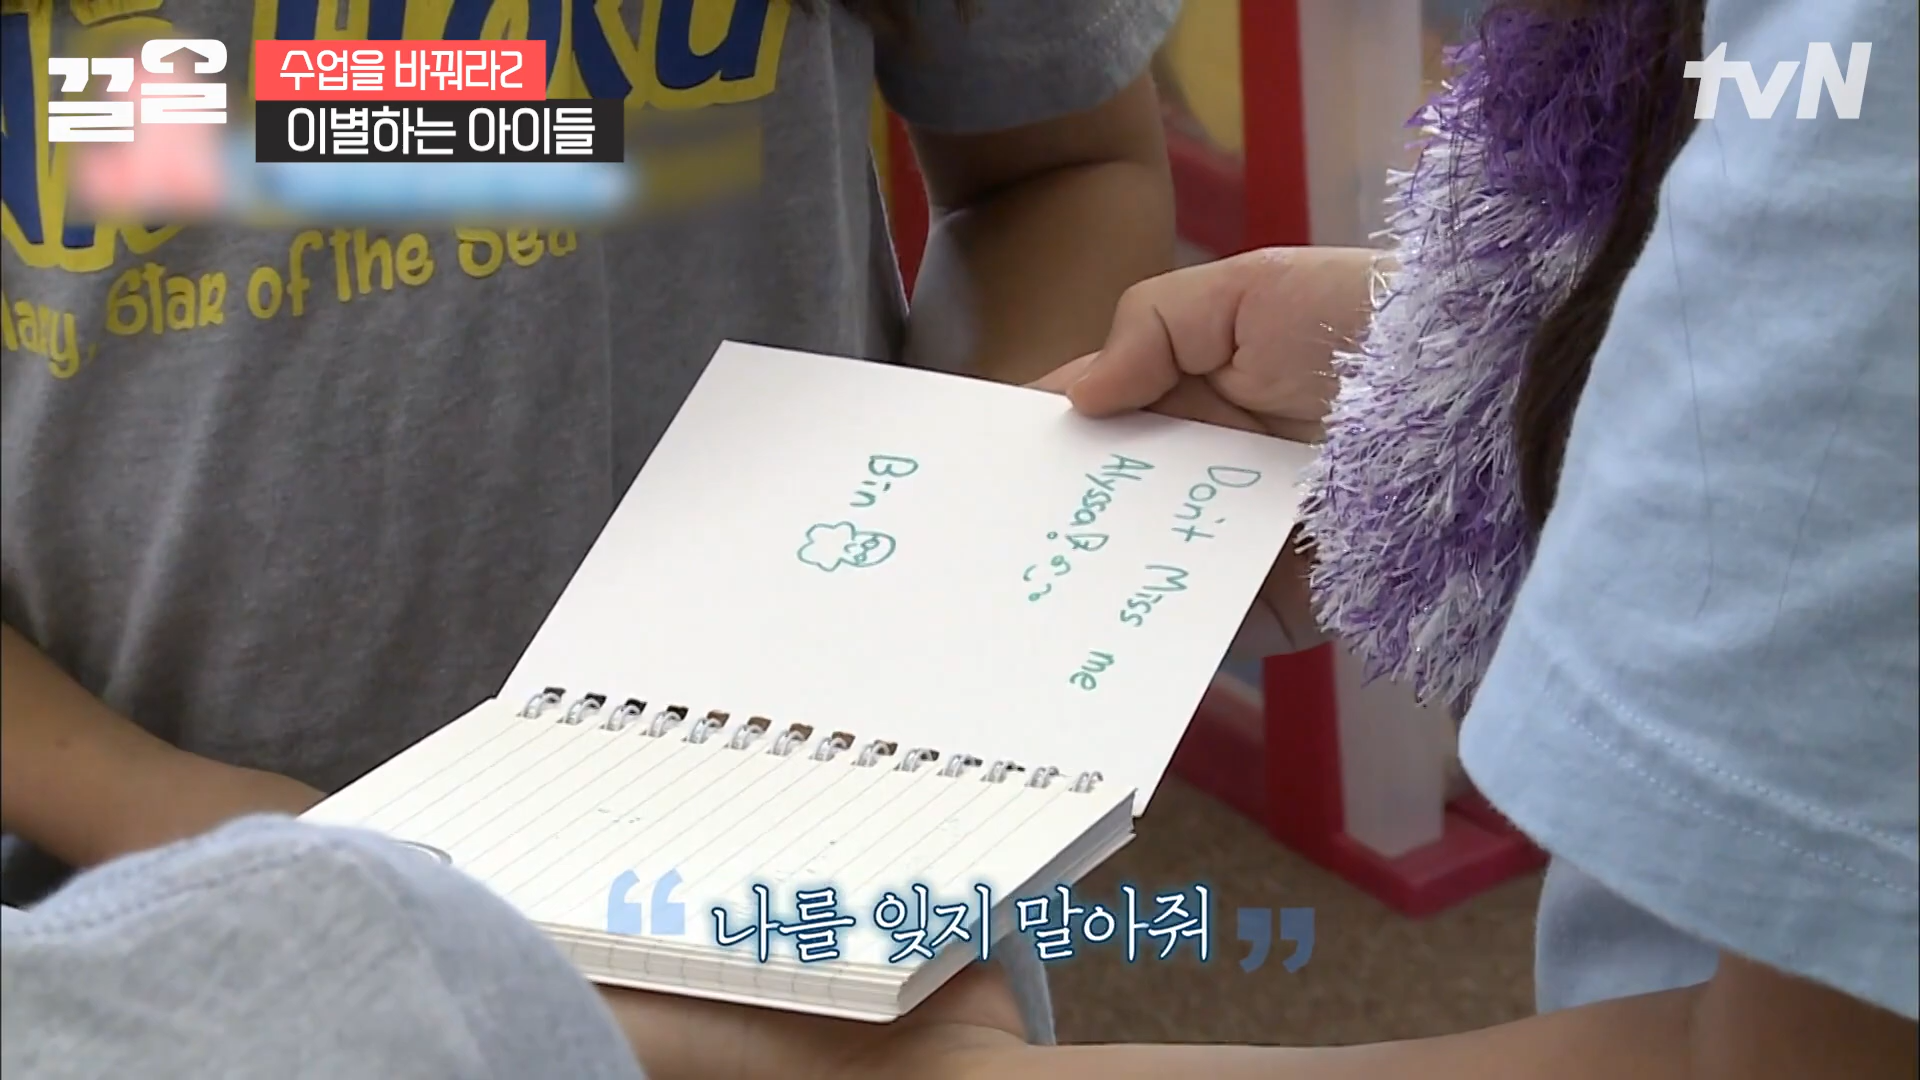 끌올
수업을 바꿔라2
이별하는 아이들
tvN
Star of the Sea
Don't Miss me
Alyssa
Bin
“ 나를 잊지 말아줘 ”